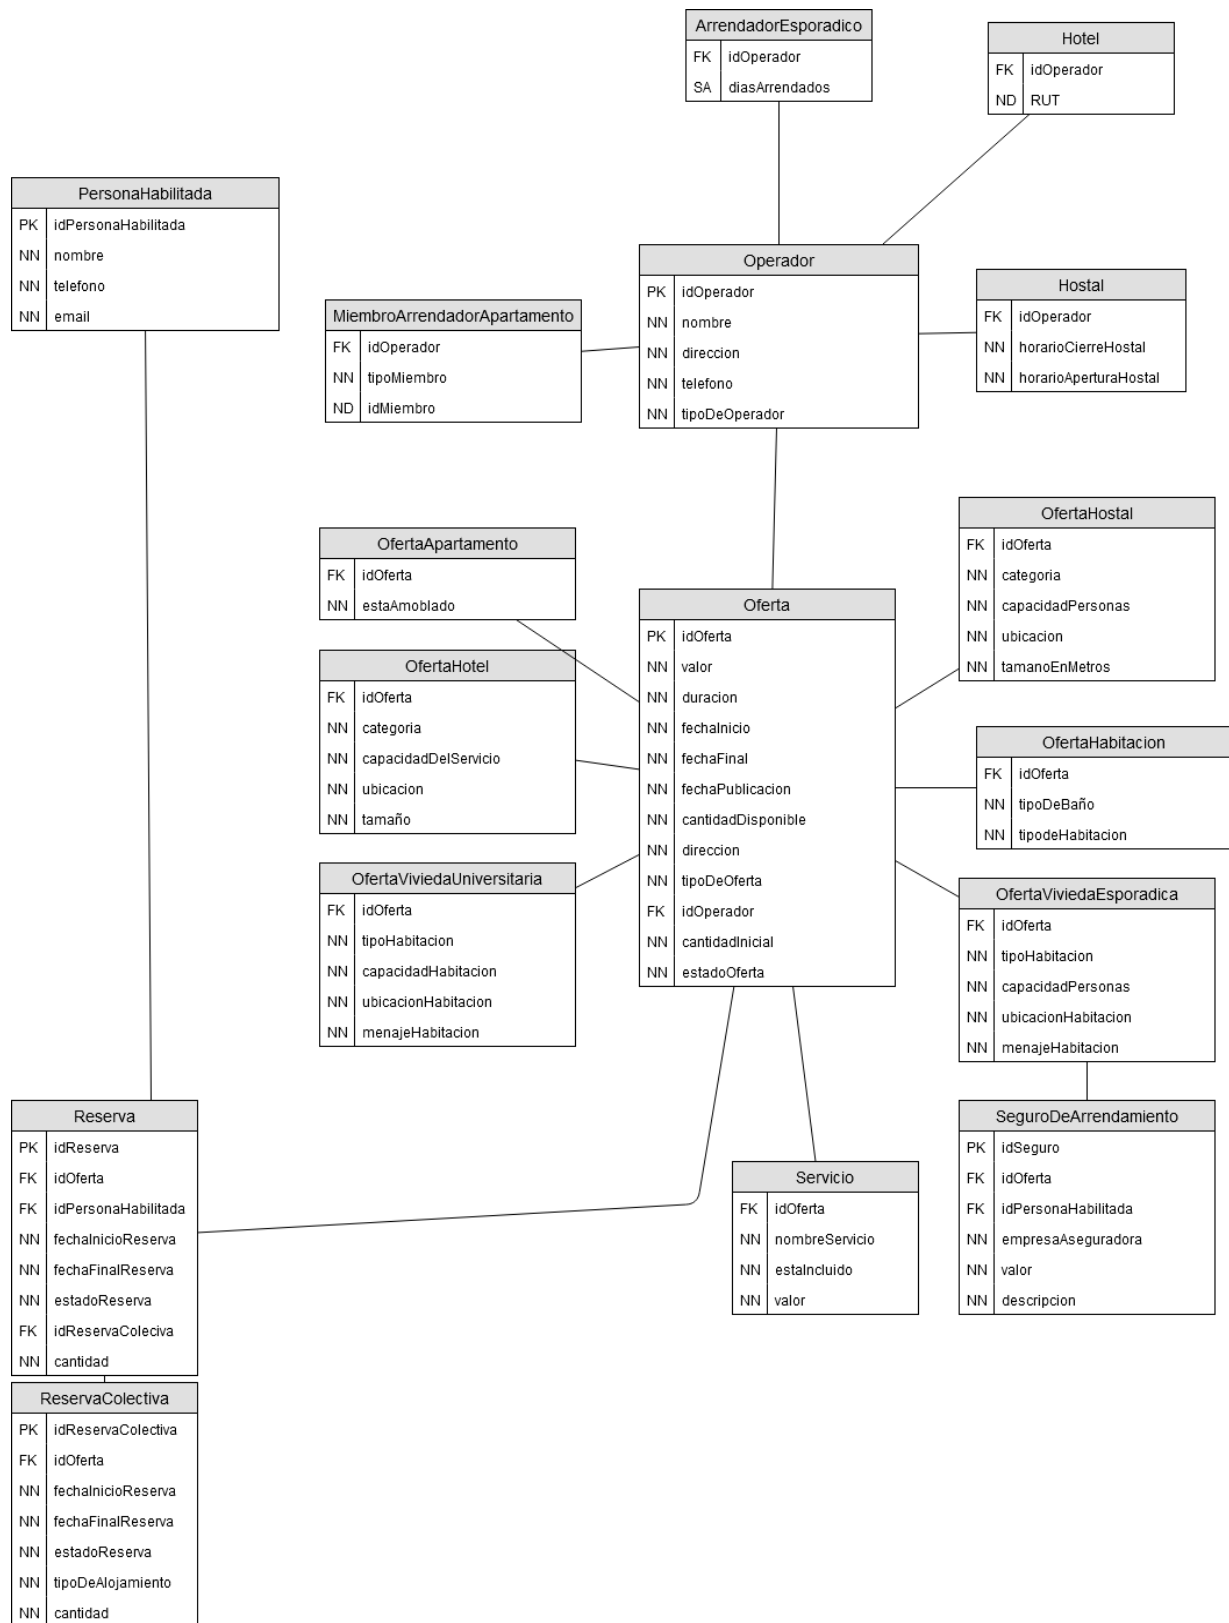 ArrendadorEsporadico
FK idOperador
SA diasArrendados
Hotel
FK idOperador
ND RUT
PersonaHabilitada
PK idPersonaHabilitada
NN nombre
NN telefono
NN email
Operador
PK idOperador
NN nombre
NN direccion
NN telefono
NN tipoDeOperador
Hostal
FK idOperador
NN horarioCierreHostal
NN horarioAperturaHostal
MiembroArrendadorApartamento
FK idOperador
NN tipoMiembro
ND idMiembro
OfertaHostal
FK idOferta
NN categoria
NN capacidadPersonas
NN ubicacion
NN tamanoEnMetros
OfertaApartamento
FK idOferta
NN estaAmoblado
Oferta
PK idOferta
NN valor
NN duracion
NN fechaInicio
NN fechaFinal
NN fechaPublicacion
NN cantidadDisponible
NN direccion
NN tipoDeOferta
FK idOperador
NN cantidadInicial
NN estadoOferta
OfertaHotel
FK idOferta
NN categoria
NN capacidadDelServicio
NN ubicacion
NN tamaño
OfertaHabitacion
FK idOferta
NN tipoDeBaño
NN tipodeHabitacion
OfertaViviedaUniversitaria
FK idOferta
NN tipoHabitacion
NN capacidadHabitacion
NN ubicacionHabitacion
NN menajeHabitacion
OfertaViviedaEsporadica
FK idOferta
NN tipoHabitacion
NN capacidadPersonas
NN ubicacionHabitacion
NN menajeHabitacion
Reserva
PK idReserva
FK idOferta
FK idPersonaHabilitada
NN fechaInicioReserva
NN fechaFinalReserva
NN estadoReserva
FK idReservaColeciva
NN cantidad
SeguroDeArrendamiento
PK idSeguro
FK idOferta
FK idPersonaHabilitada
NN empresaAseguradora
NN valor
NN descripcion
Servicio
FK idOferta
NN nombreServicio
NN estaIncluido
NN valor
ReservaColectiva
PK idReservaColectiva
FK idOferta
NN fechaInicioReserva
NN fechaFinalReserva
NN estadoReserva
NN tipoDeAlojamiento
NN cantidad